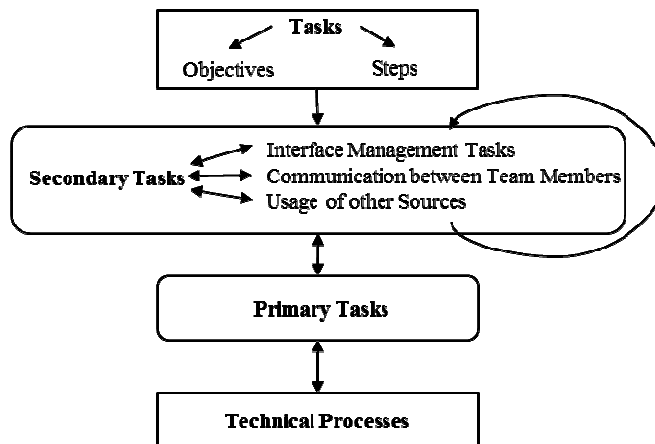 Tasks
Objectives Steps
Interface Management Tasks
Secondary Tasks Communication between Team Members
Usage of other Sources
Primary Tasks
Technical Processes